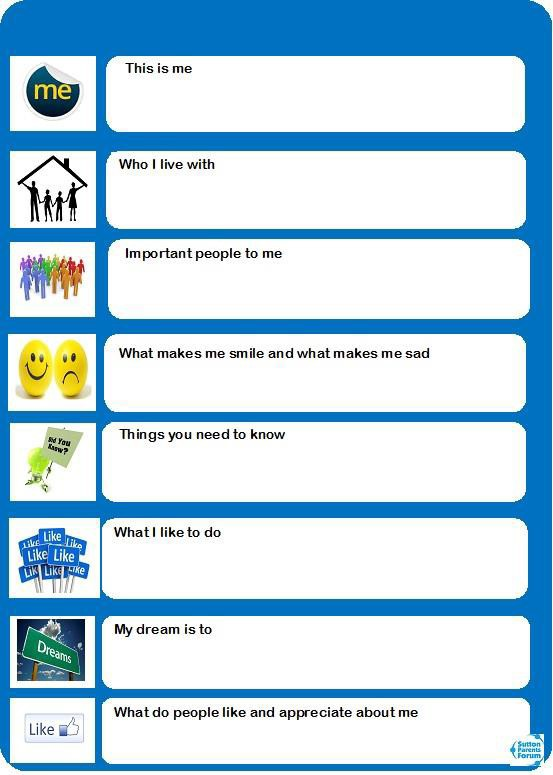 me
This is me
Who I live with
Important people to me
What makes me smile and what makes me sad
Did You
Know?
Things you need to know
Like
Like
Like
Like
Like
Like
Like
What I like to do
Dreams
My dream is to
Like
What do people like and appreciate about me
Sutton
Parents
Forum